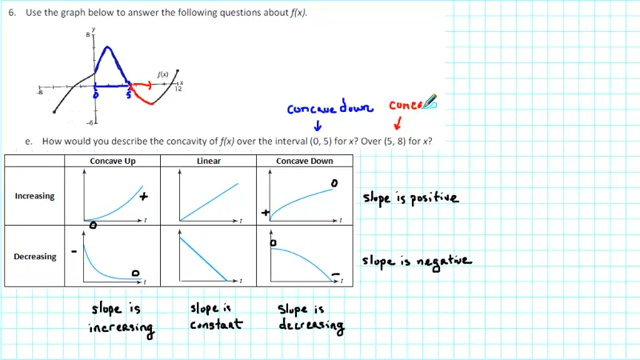 6. Use the graph below to answer the following questions about f(x).
y
8
f(x)
x
-8
0
5
12
-6
concave down
e. How would you describe the concavity of f(x) over the interval (0, 5) for x? Over (5, 8) for x?
Concave Up Linear Concave Down
Increasing
+ 0 + 0
t t t
Decreasing
- 0 0 -
t t t
slope is positive
slope is negative
slope is increasing
slope is constant
slope is decreasing